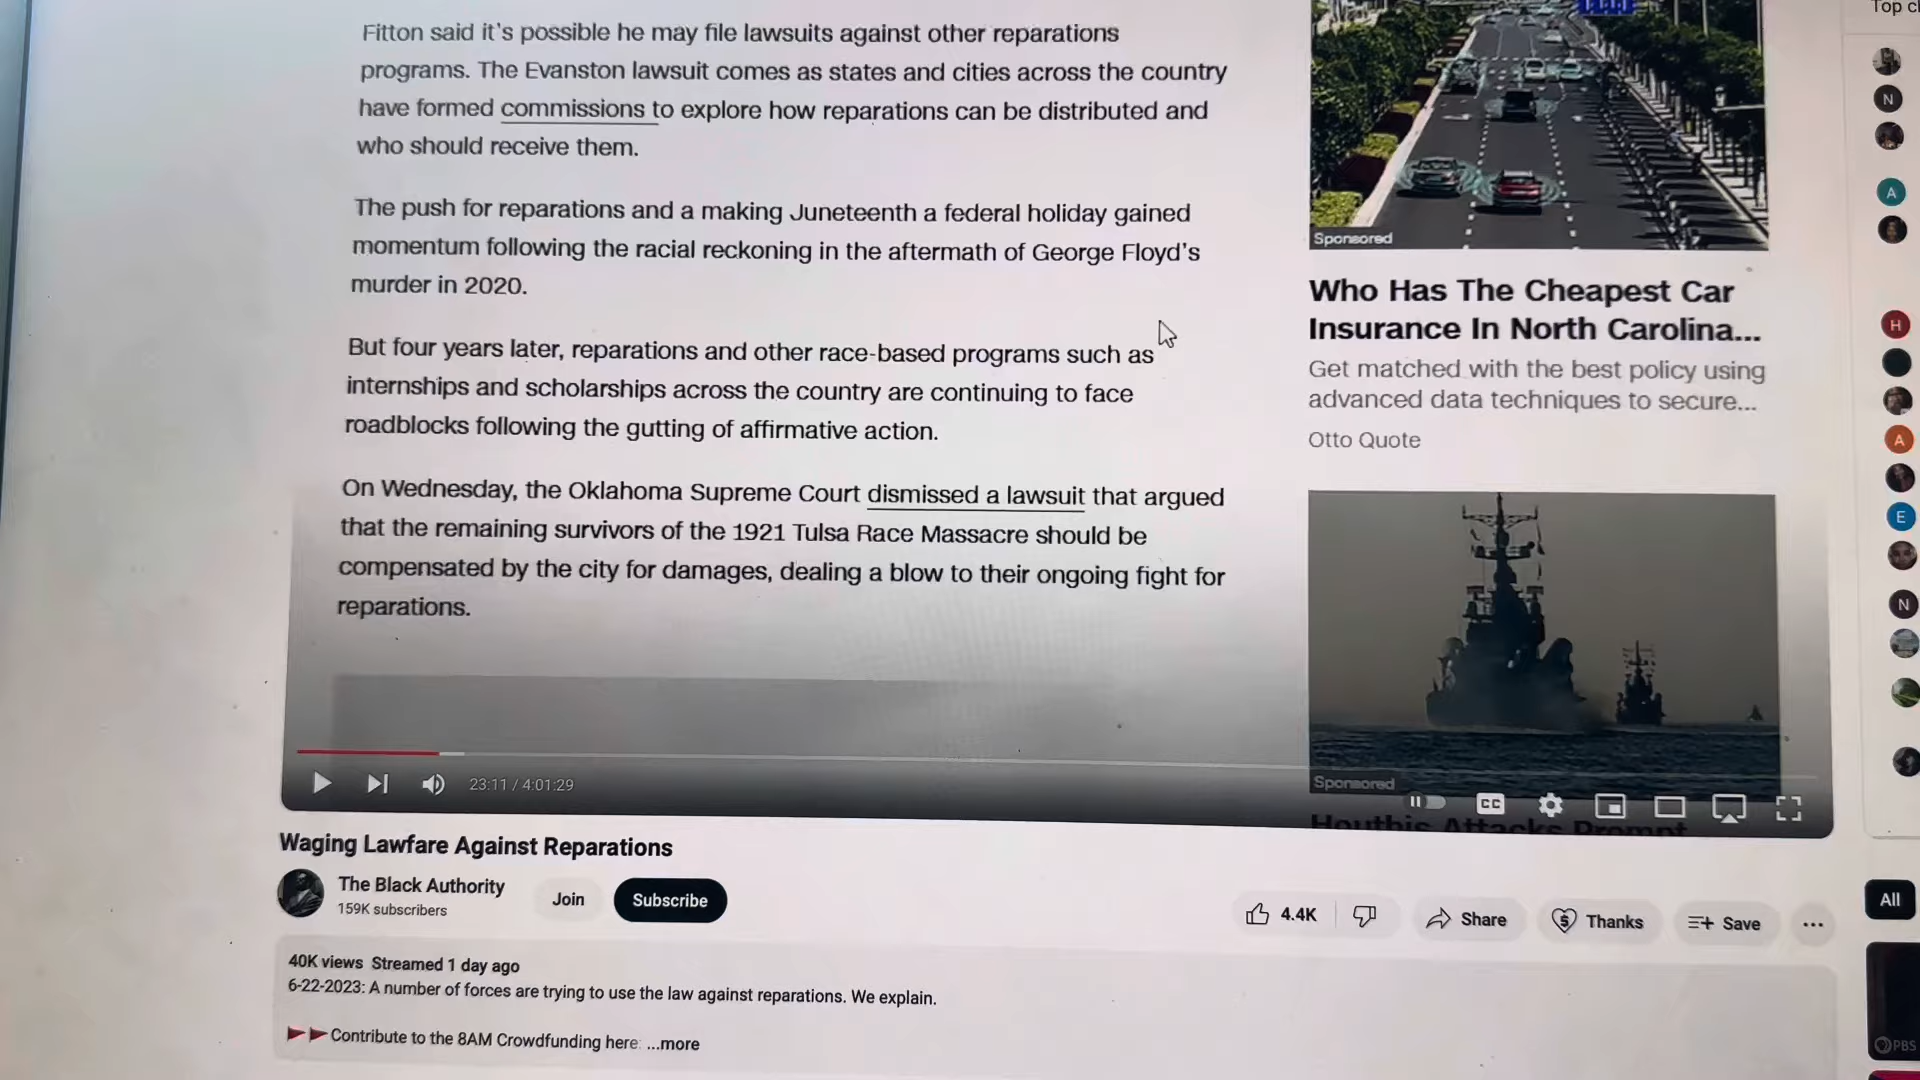 Fitton said it's possible he may file lawsuits against other reparations
programs. The Evanston lawsuit comes as states and cities across the country
have formed commissions to explore how reparations can be distributed and
who should receive them.
The push for reparations and a making Juneteenth a federal holiday gained
momentum following the racial reckoning in the aftermath of George Floyd's
murder in 2020.
But four years later, reparations and other race-based programs such as
internships and scholarships across the country are continuing to face
roadblocks following the gutting of affirmative action.
On Wednesday, the Oklahoma Supreme Court dismissed a lawsuit that argued
that the remaining survivors of the 1921 Tulsa Race Massacre should be
compensated by the city for damages, dealing a blow to their ongoing fight for
reparations.
Sponsored
Who Has The Cheapest Car
Insurance In North Carolina...
Get matched with the best policy using
advanced data techniques to secure...
Otto Quote
Sponsored
Houthis Attacks Prompt
23:11 / 4:01:29
CC
Waging Lawfare Against Reparations
The Black Authority
159K subscribers
Join
Subscribe
4.4K
Share
Thanks
Save
...
40K views Streamed 1 day ago
6-22-2023: A number of forces are trying to use the law against reparations. We explain.
Contribute to the 8AM Crowdfunding here: ...more
Top
N
A
H
A
E
N
All
PBS